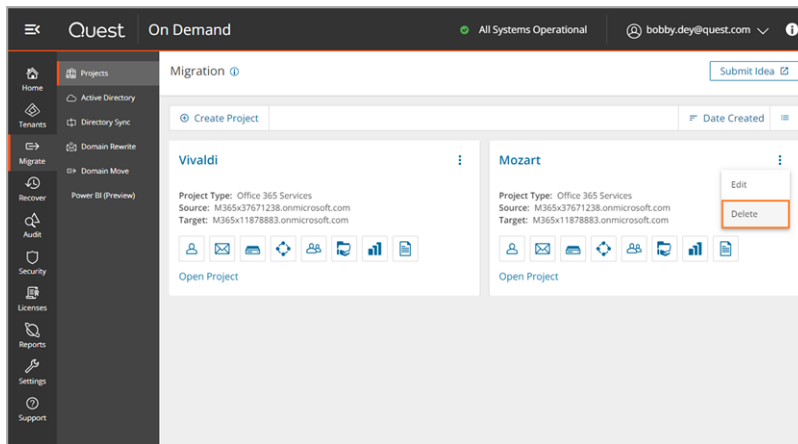 Quest On Demand
All Systems Operational
bobby.dey@quest.com
Home
Tenants
Migrate
Recover
Audit
Security
Licenses
Reports
Settings
Support
Projects
Active Directory
Directory Sync
Domain Rewrite
Domain Move
Power BI (Preview)
Migration
Submit Idea
Create Project
Date Created
Vivaldi
Project Type: Office 365 Services
Source: M365x37671238.onmicrosoft.com
Target: M365x11878883.onmicrosoft.com
Open Project
Mozart
Project Type: Office 365 Services
Source: M365x37671238.onmicrosoft.com
Target: M365x11878883.onmicrosoft.com
Open Project
Edit
Delete